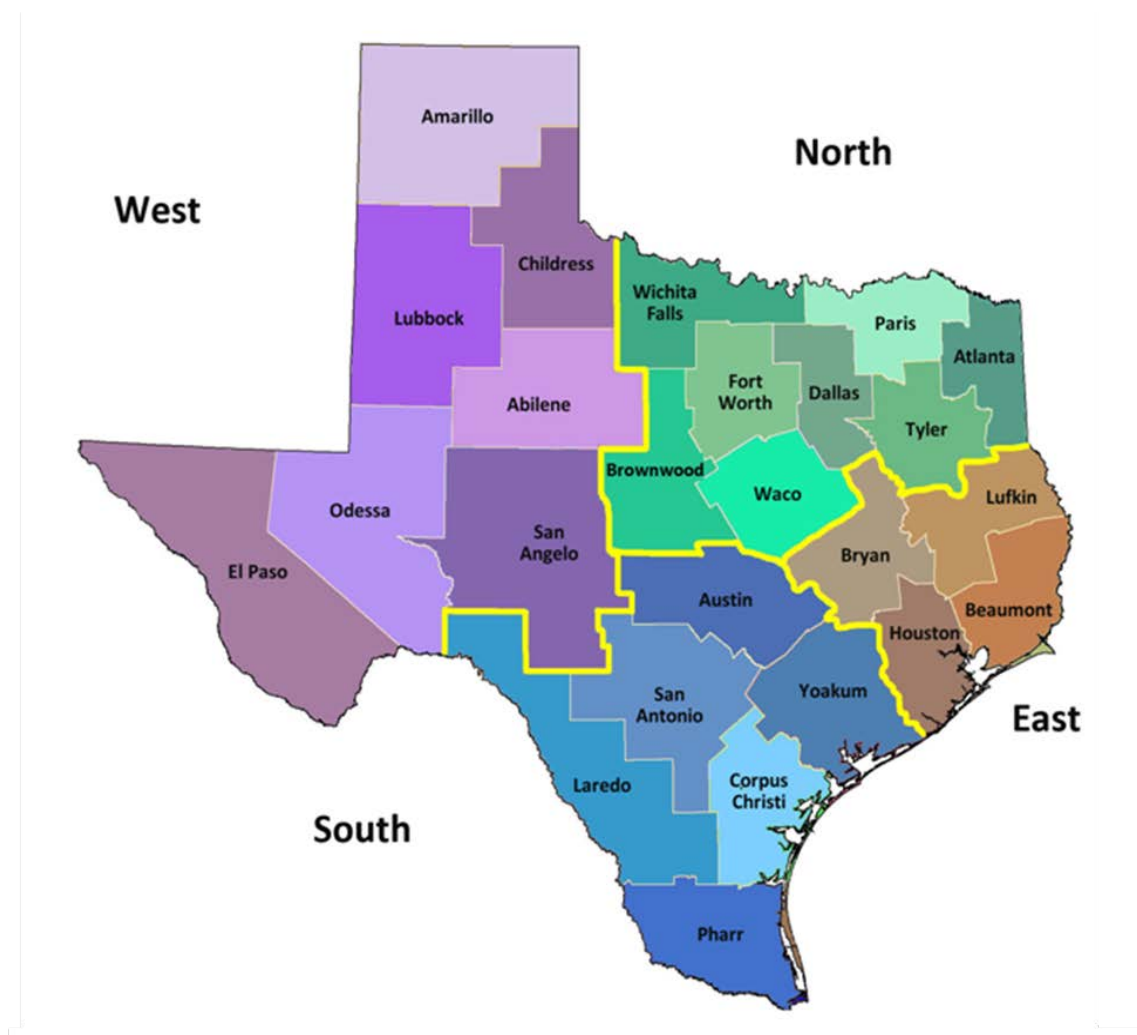 Amarillo
North
West
Childress
Wichita
Falls
Lubbock
Paris
Atlanta
Fort
Worth
Dallas
Abilene
Tyler
Brownwood
Waco
Lufkin
Odessa
San
Angelo
Bryan
El Paso
Austin
Beaumont
Houston
Yoakum
San
Antonio
East
Laredo
Corpus
Christi
South
Pharr